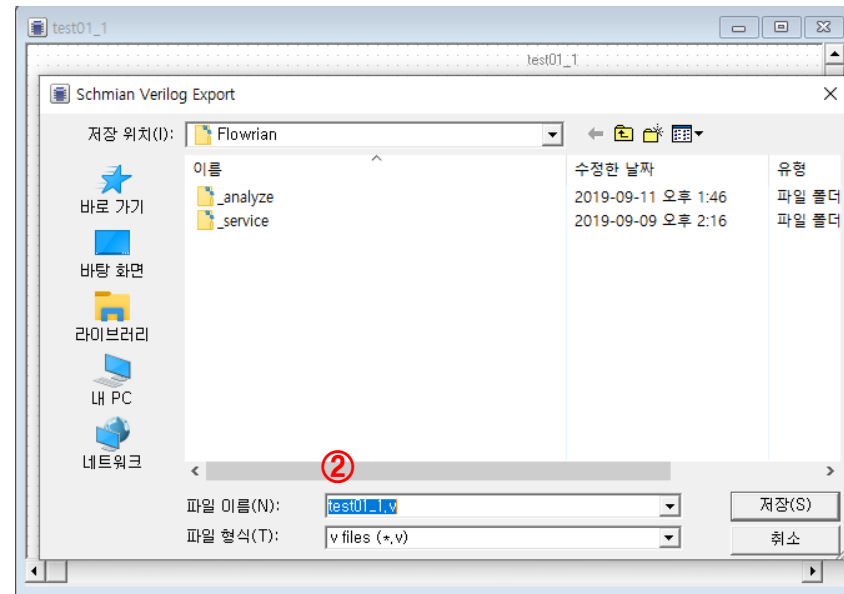 test01_1
test01_1
Schmian Verilog Export
저장 위치(I): Flowrian
이름 수정한 날짜 유형
_analyze 2019-09-11 오후 1:46 파일 폴더
_service 2019-09-09 오후 2:16 파일 폴더
바로 가기
바탕 화면
라이브러리
내 PC
네트워크
②
파일 이름(N): test01_1.v 저장(S)
파일 형식(T): v files (*.v) 취소